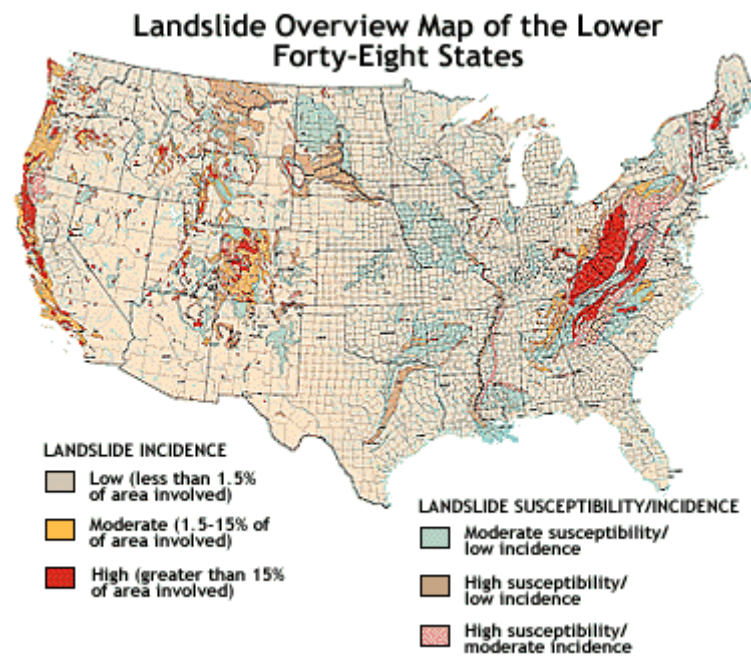 Landslide Overview Map of the Lower
Forty-Eight States
LANDSLIDE INCIDENCE
Low (less than 1.5%
of area involved)
Moderate (1.5-15% of
of area involved)
High (greater than 15%
of area involved)
LANDSLIDE SUSCEPTIBILITY/INCIDENCE
Moderate susceptibility/
low incidence
High susceptibility/
low incidence
High susceptibility/
moderate incidence